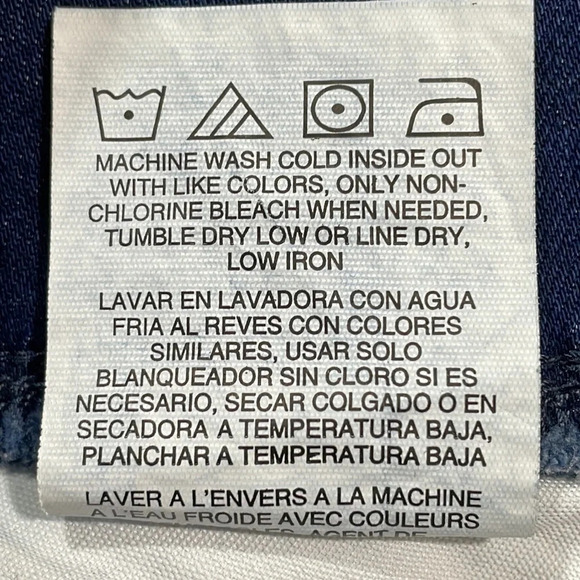 MACHINE WASH COLD INSIDE OUT
WITH LIKE COLORS, ONLY NON-
CHLORINE BLEACH WHEN NEEDED,
TUMBLE DRY LOW OR LINE DRY,
LOW IRON
LAVAR EN LAVADORA CON AGUA
FRIA AL REVES CON COLORES
SIMILARES, USAR SOLO
BLANQUEADOR SIN CLORO SI ES
NECESARIO, SECAR COLGADO O EN
SECADORA A TEMPERATURA BAJA,
PLANCHAR A TEMPERATURA BAJA
LAVER A L'ENVERS A LA MACHINE
A L'EAU FROIDE AVEC COULEURS
AGENT DE